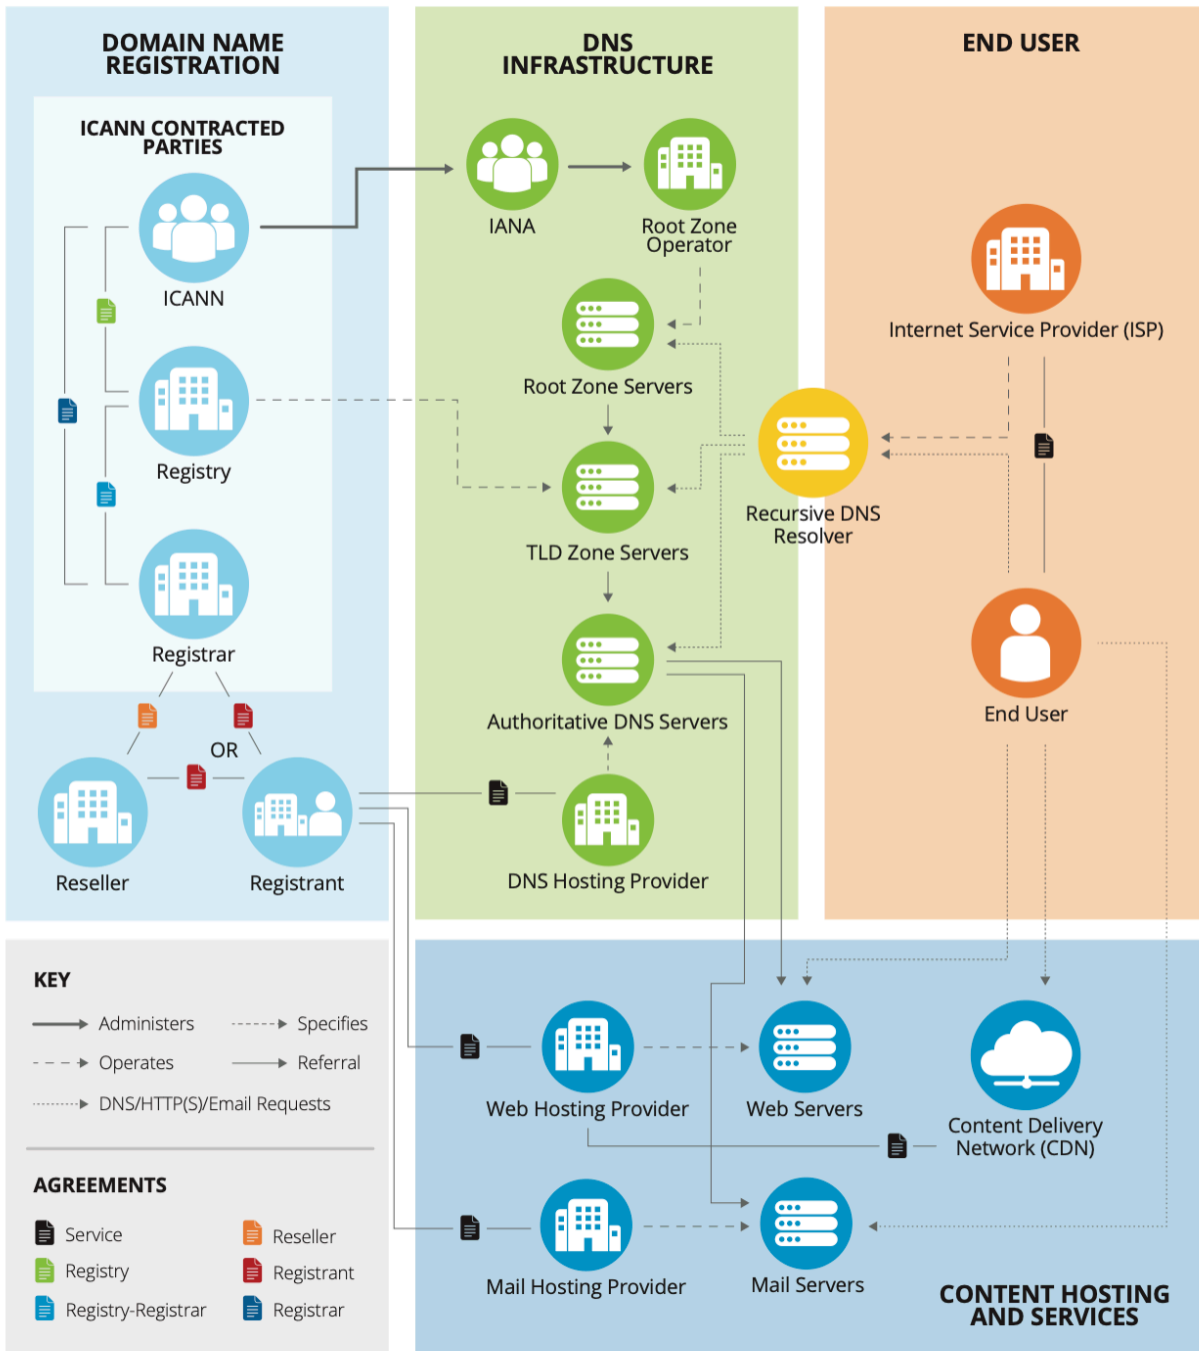 DOMAIN NAME
REGISTRATION
ICANN CONTRACTED
PARTIES
ICANN
Registry
Registrar
OR
Reseller
Registrant
DNS
INFRASTRUCTURE
IANA
Root Zone
Operator
Root Zone Servers
TLD Zone Servers
Authoritative DNS Servers
DNS Hosting Provider
Recursive DNS
Resolver
END USER
Internet Service Provider (ISP)
End User
KEY
Administers
Specifies
Operates
Referral
DNS/HTTP(S)/Email Requests
AGREEMENTS
Service
Reseller
Registry
Registrant
Registry-Registrar
Registrar
Web Hosting Provider
Web Servers
Content Delivery
Network (CDN)
Mail Hosting Provider
Mail Servers
CONTENT HOSTING
AND SERVICES